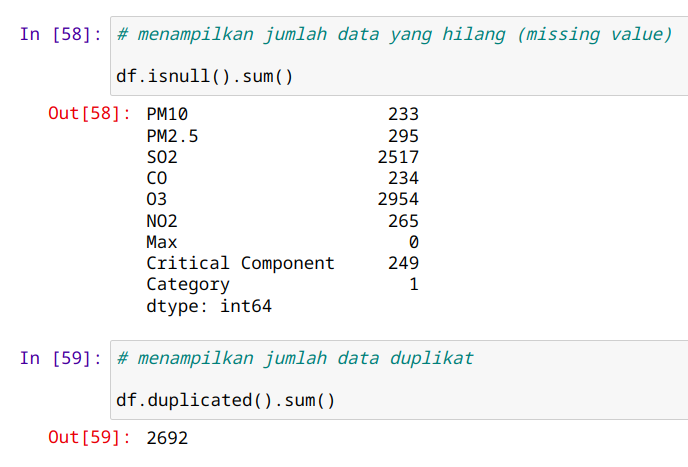 In [58]: # menampilkan jumlah data yang hilang (missing value)
df.isnull().sum()
Out[58]: PM10 233
PM2.5 295
SO2 2517
CO 234
O3 2954
NO2 265
Max 0
Critical Component 249
Category 1
dtype: int64
In [59]: # menampilkan jumlah data duplikat
df.duplicated().sum()
Out[59]: 2692